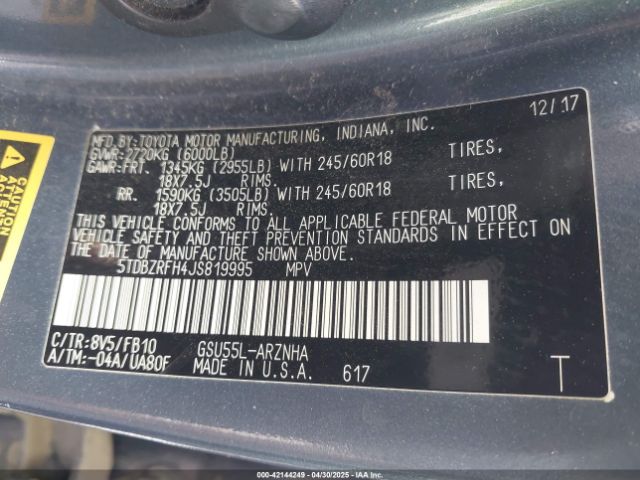 12/17
MFD.BY:TOYOTA MOTOR MANUFACTURING, INDIANA, INC.
GVWR:2720KG (6000LB)
GAWR:FRT. 1345KG (2955LB) WITH 245/60R18 TIRES,
18X7.5J RIMS.
RR. 1590KG (3505LB) WITH 245/60R18 TIRES,
18X7.5J RIMS.
THIS VEHICLE CONFORMS TO ALL APPLICABLE FEDERAL MOTOR
VEHICLE SAFETY AND THEFT PREVENTION STANDARDS IN EFFECT ON
THE DATE OF MANUFACTURE SHOWN ABOVE.
5TDBZRFH4JS819995 MPV
C/TR:8V5/FB10 GSU55L-ARZNHA
A/TM:-04A/UA80F MADE IN U.S.A. 617 T
CAUTION
42144249 04/30/2025